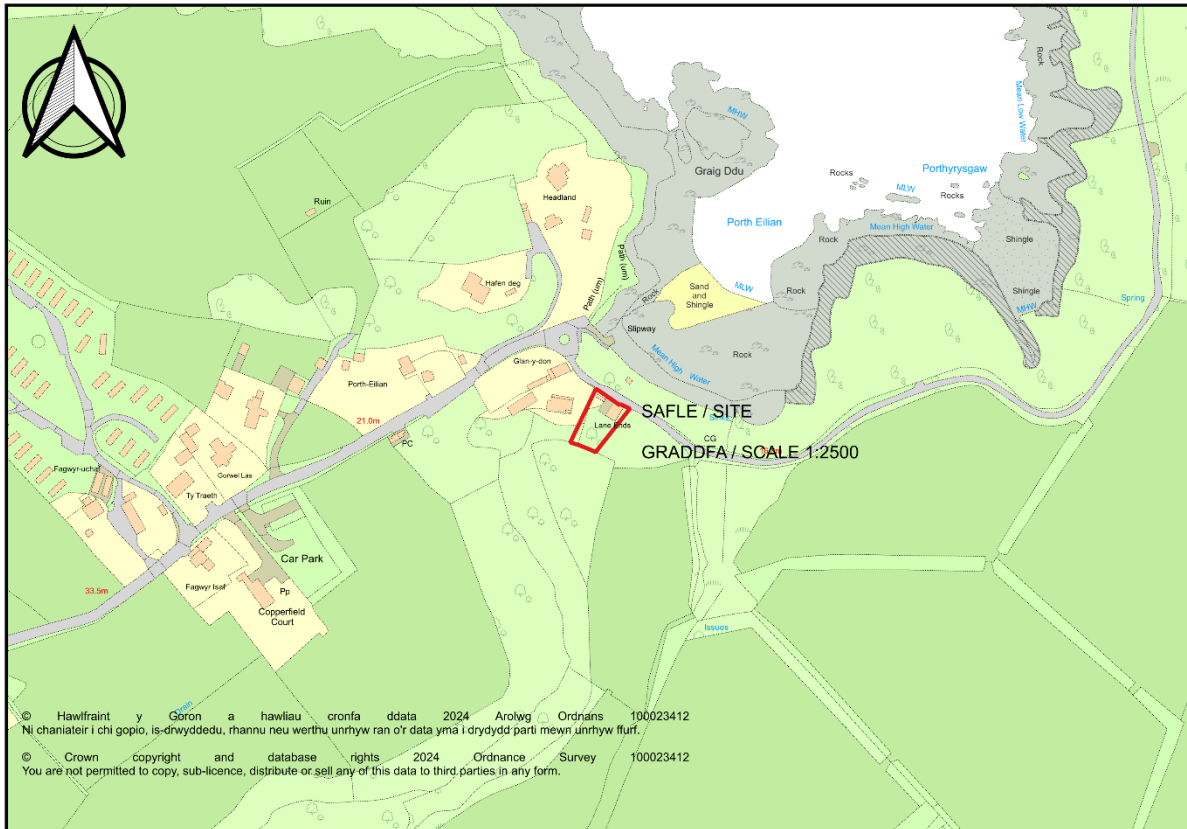 Rock
Mean Low Water
MHW
Graig Ddu
Porthyrysgaw
Rocks
MLW
Rocks
Ruin
Headland
Porth Eilian
Mean High Water
Rock
Shingle
Path (um)
Path (um)
Hafen deg
Sand
and
Shingle
MLW
Rock
Rock
Shingle
MHW
Spring
Slipway
Rock
Mean High Water
Glan-y-don
Porth-Eilian
21.0m
SAFLE / SITE
Lane Ends
CG
GRADDFA / SCALE 1:2500
PC
Gorwel Las
Fagwyr-uchaf
Ty Traeth
Car Park
33.5m
Fagwyr Isaf
Pp
Copperfield
Court
Issues
Drain
© Hawlfraint y Goron a hawliau cronfa ddata 2024 Arolwg Ordnans 100023412
Ni chaniateir i chi gopio, is-drwyddedu, rhannu neu werthu unrhyw ran o'r data yma i drydydd parti mewn unrhyw ffurf.
© Crown copyright and database rights 2024 Ordnance Survey 100023412
You are not permitted to copy, sub-licence, distribute or sell any of this data to third parties in any form.